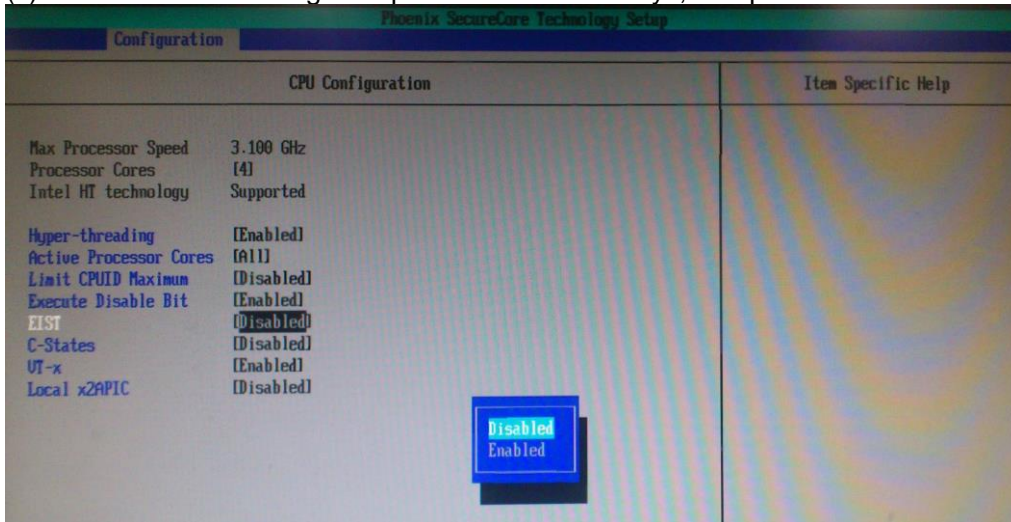 Phoenix SecureCore Technology Setup
Configuration
CPU Configuration
Item Specific Help
Max Processor Speed 3.100 GHz
Processor Cores [4]
Intel HT technology Supported
Hyper-threading [Enabled]
Active Processor Cores [All]
Limit CPUID Maximum [Disabled]
Execute Disable Bit [Enabled]
EIST [Disabled]
C-States [Disabled]
VT-x [Enabled]
Local x2APIC [Disabled]
Disabled
Enabled